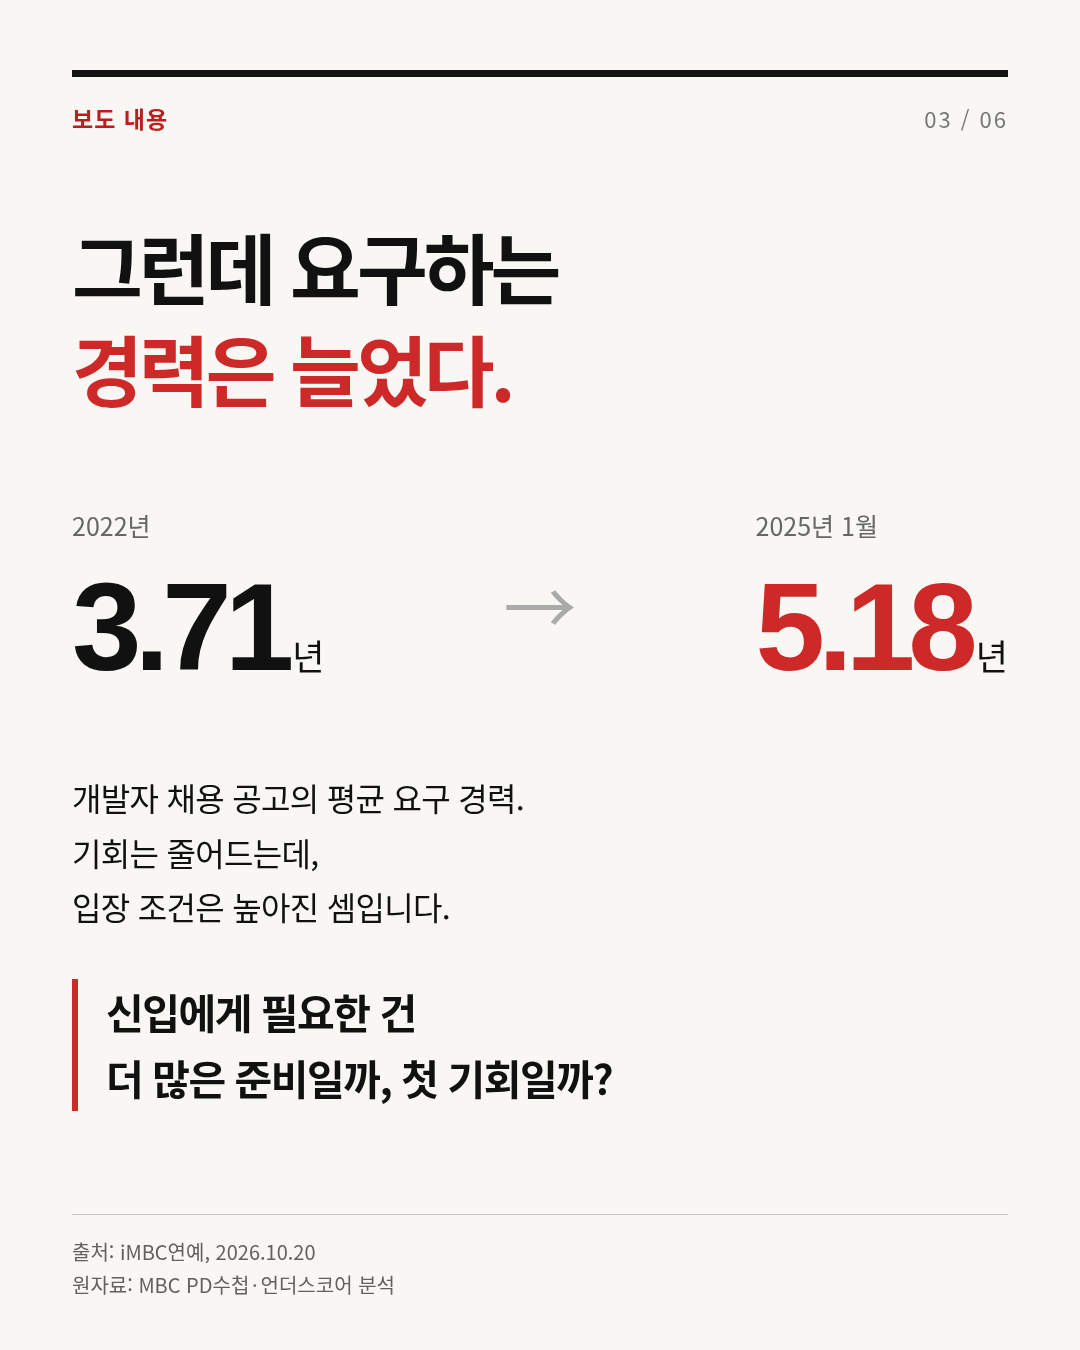 보도 내용
03 / 06
그런데 요구하는
경력은 늘었다.
2022년
2025년 1월
3.71년
→
5.18년
개발자 채용 공고의 평균 요구 경력.
기회는 줄어드는데,
입장 조건은 높아진 셈입니다.
신입에게 필요한 건
더 많은 준비일까, 첫 기회일까?
출처: iMBC연예, 2026.10.20
원자료: MBC PD수첩·언더스코어 분석